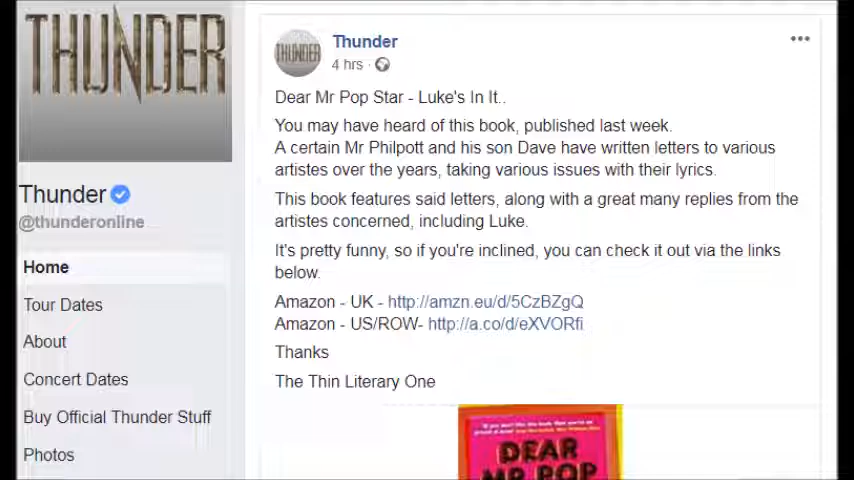 THUNDER
Thunder
@thunderonline
Home
Tour Dates
About
Concert Dates
Buy Official Thunder Stuff
Photos
THUNDER
Thunder
4 hrs ·
Dear Mr Pop Star - Luke's In It..
You may have heard of this book, published last week.
A certain Mr Philpott and his son Dave have written letters to various
artistes over the years, taking various issues with their lyrics.
This book features said letters, along with a great many replies from the
artistes concerned, including Luke.
It's pretty funny, so if you're inclined, you can check it out via the links
below.
Amazon - UK - http://amzn.eu/d/5CzBZgQ
Amazon - US/ROW- http://a.co/d/eXVORfi
Thanks
The Thin Literary One
DEAR
MR POP